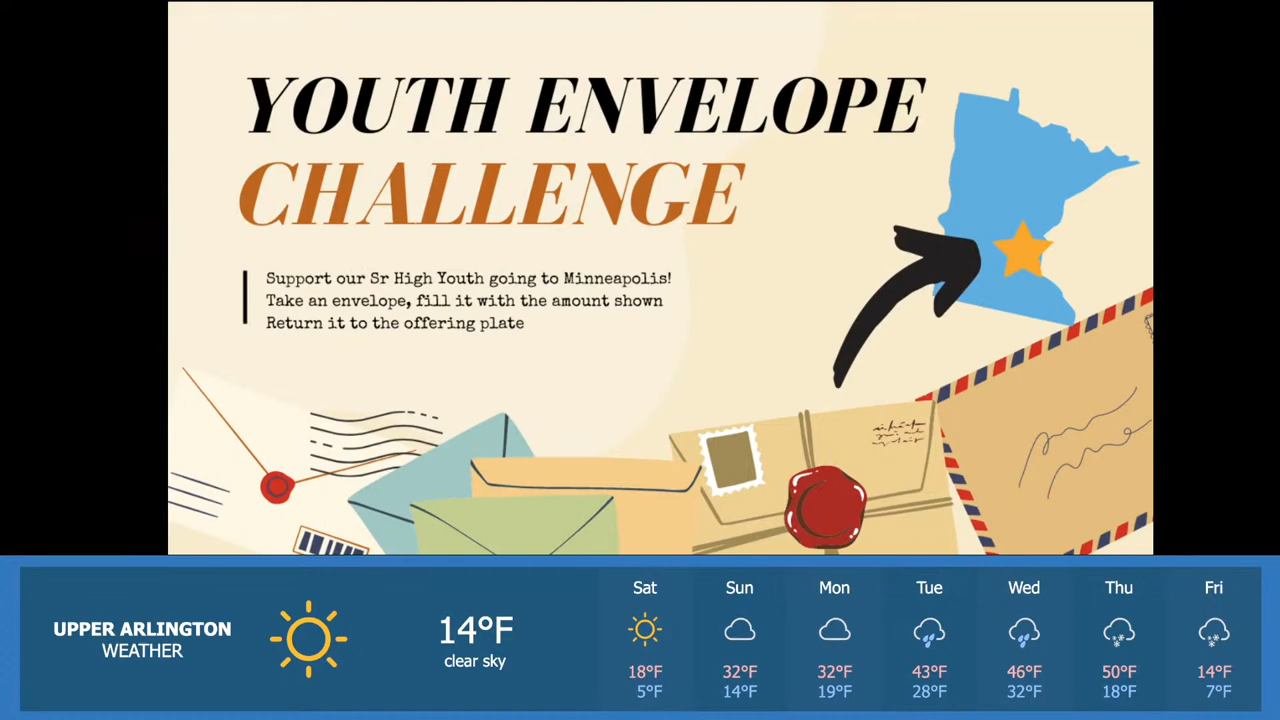 YOUTH ENVELOPE
CHALLENGE
Support our Sr High Youth going to Minneapolis!
Take an envelope, fill it with the amount shown
Return it to the offering plate
UPPER ARLINGTON
WEATHER
14°F
clear sky
Sat Sun Mon Tue Wed Thu Fri
18°F 32°F 32°F 43°F 46°F 50°F 14°F
5°F 14°F 19°F 28°F 32°F 18°F 7°F